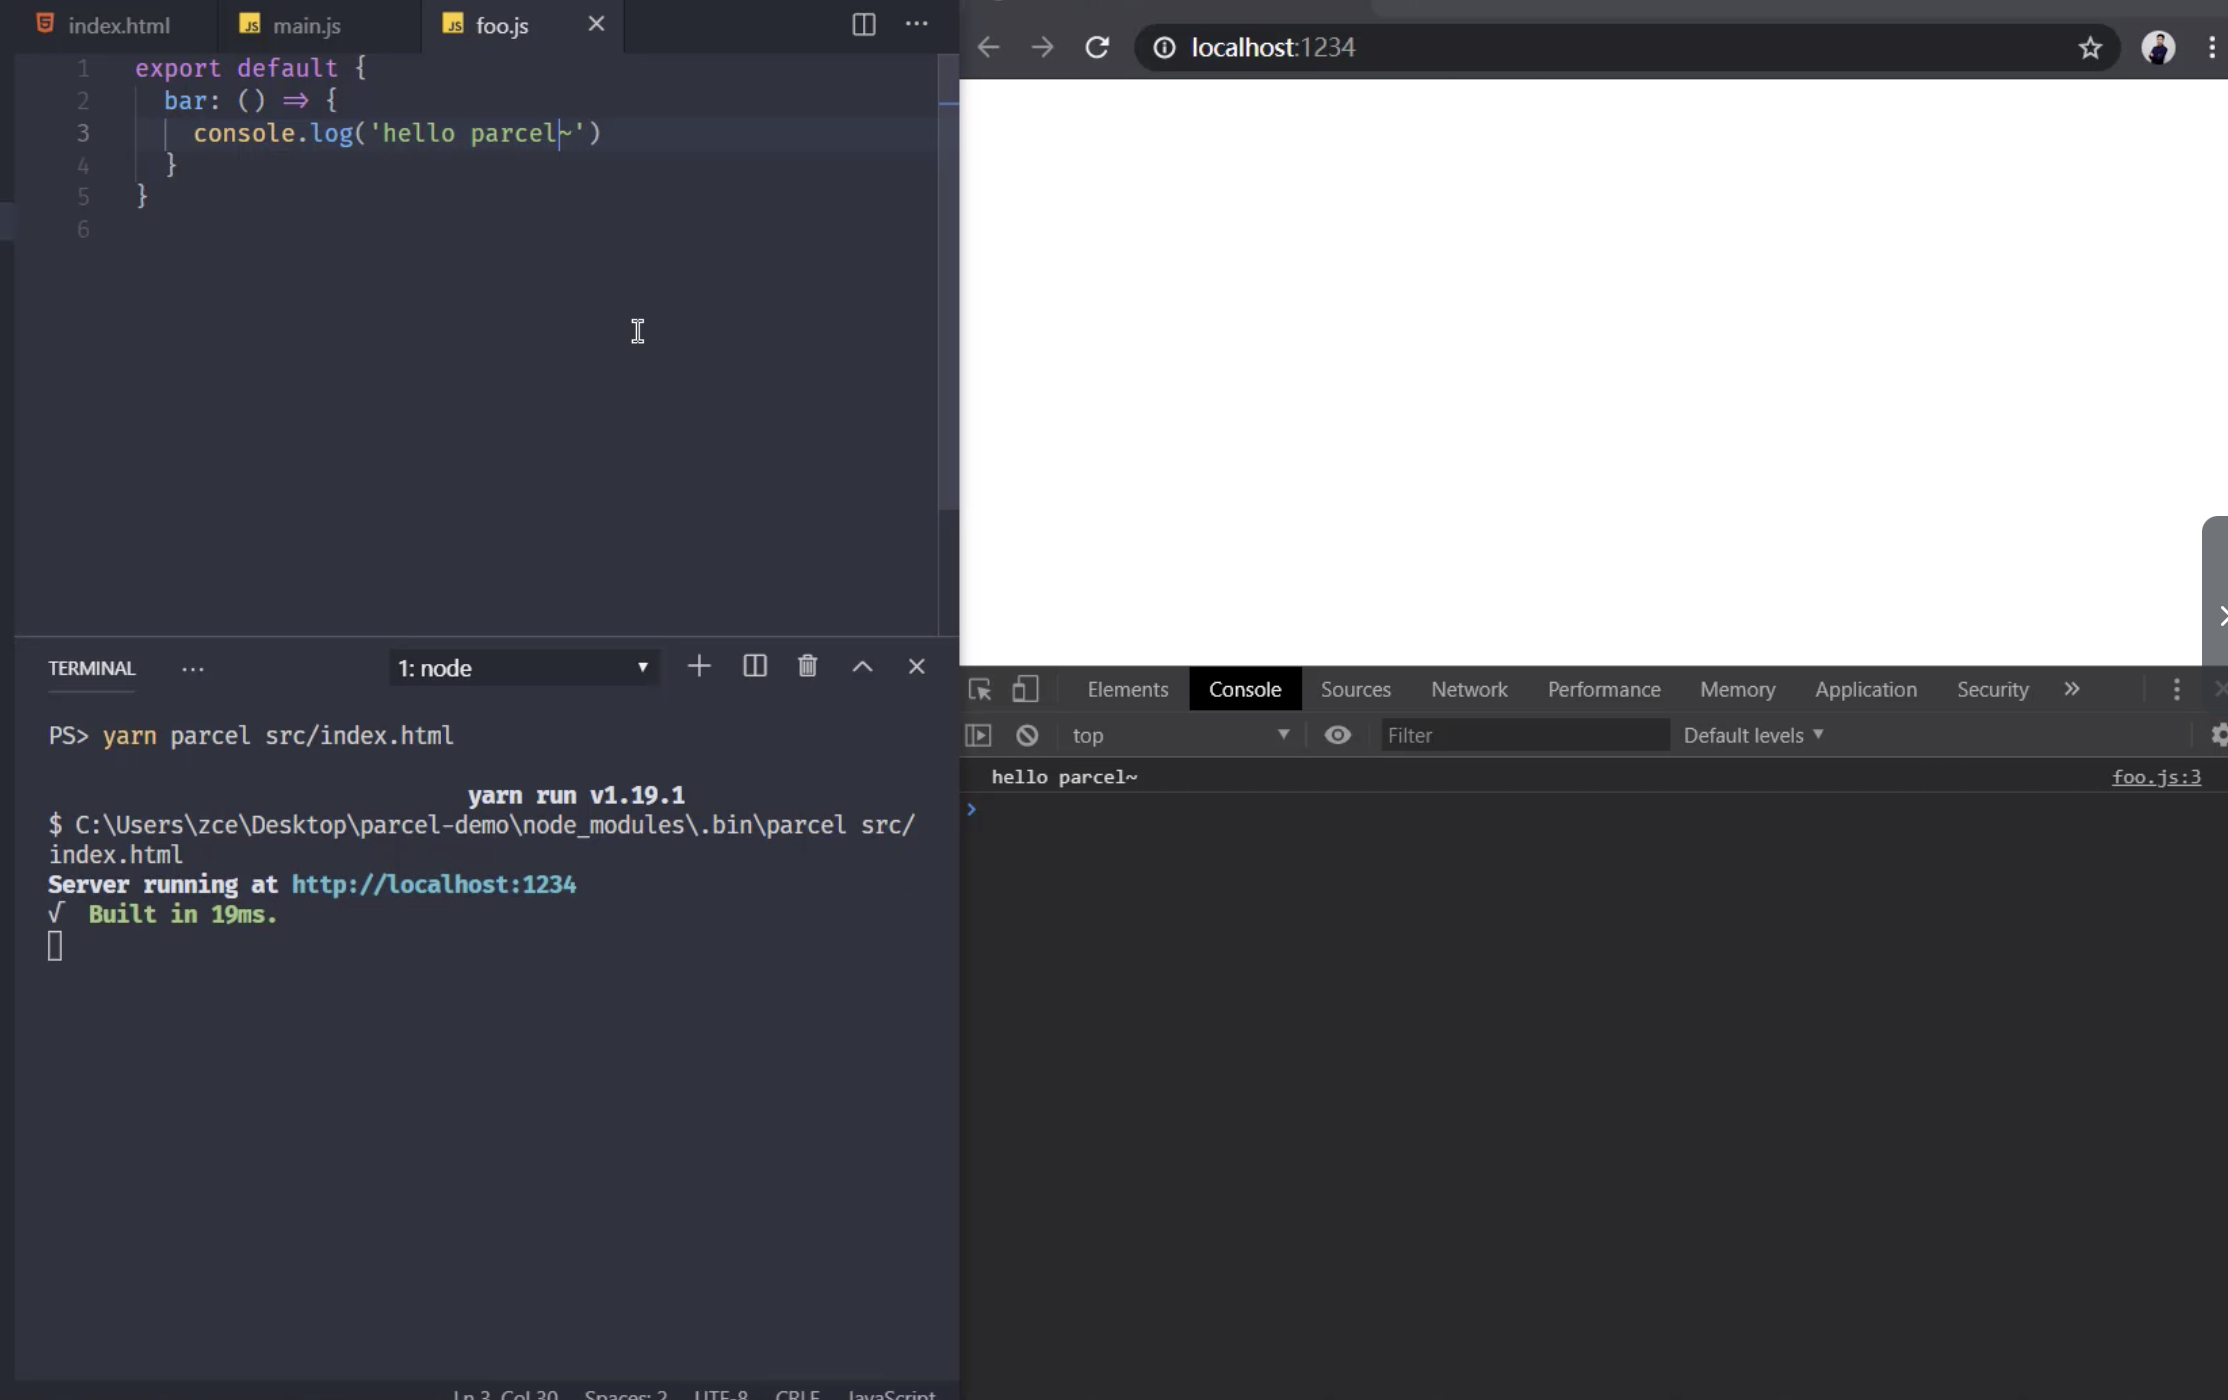 index.html
main.js
foo.js
1 export default {
2 bar: () => {
3 console.log('hello parcel~')
4 }
5 }
6
TERMINAL
1: node
PS> yarn parcel src/index.html
yarn run v1.19.1
$ C:\Users\zce\Desktop\parcel-demo\node_modules\.bin\parcel src/
index.html
Server running at http://localhost:1234
√ Built in 19ms.
Ln 3, Col 30 Spaces: 2 UTF-8 CRLF JavaScript
localhost:1234
Elements Console Sources Network Performance Memory Application Security
top Filter Default levels
hello parcel~ foo.js:3